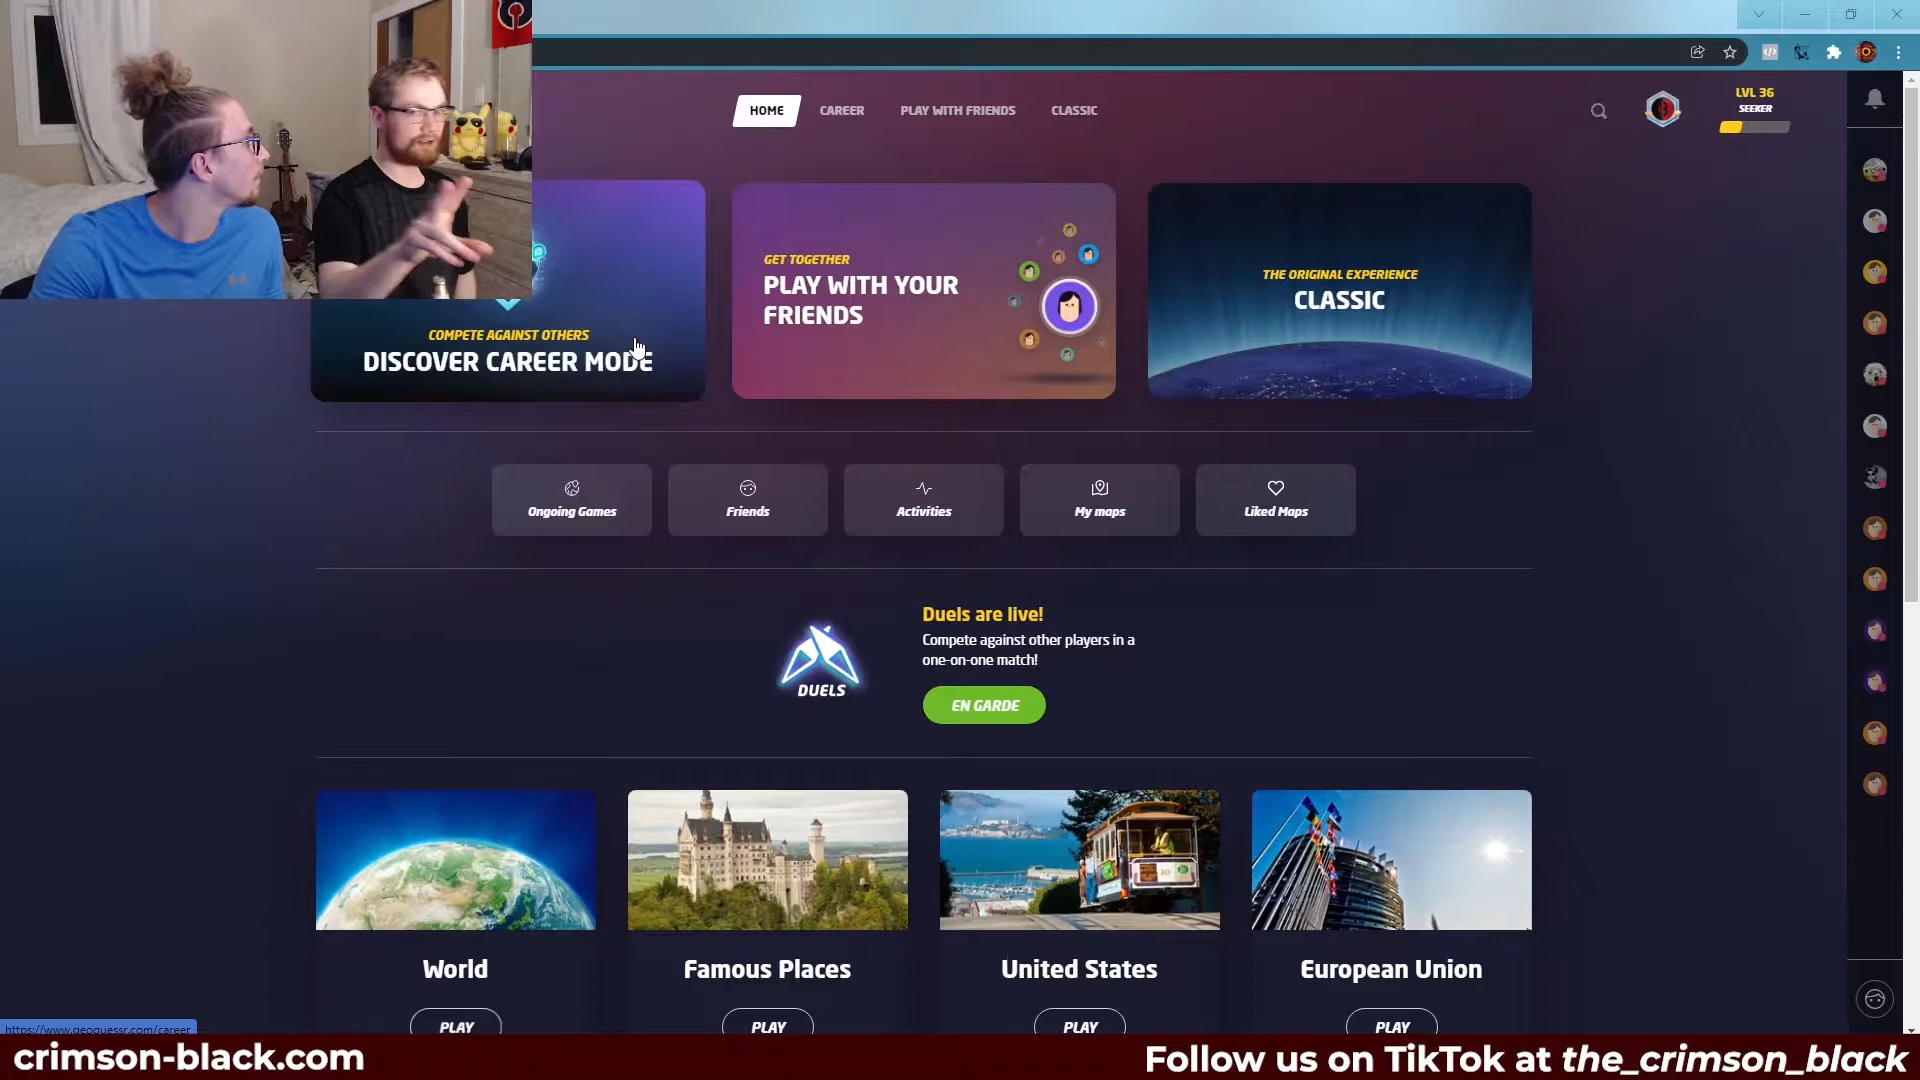 HOME
CAREER
PLAY WITH FRIENDS
CLASSIC
LVL 36
SEEKER
COMPETE AGAINST OTHERS
DISCOVER CAREER MODE
GET TOGETHER
PLAY WITH YOUR
FRIENDS
THE ORIGINAL EXPERIENCE
CLASSIC
Ongoing Games
Friends
Activities
My maps
Liked Maps
DUELS
Duels are live!
Compete against other players in a
one-on-one match!
EN GARDE
World
Famous Places
United States
European Union
PLAY
PLAY
PLAY
PLAY
https://www.geoguessr.com/career
crimson-black.com
Follow us on TikTok at the_crimson_black